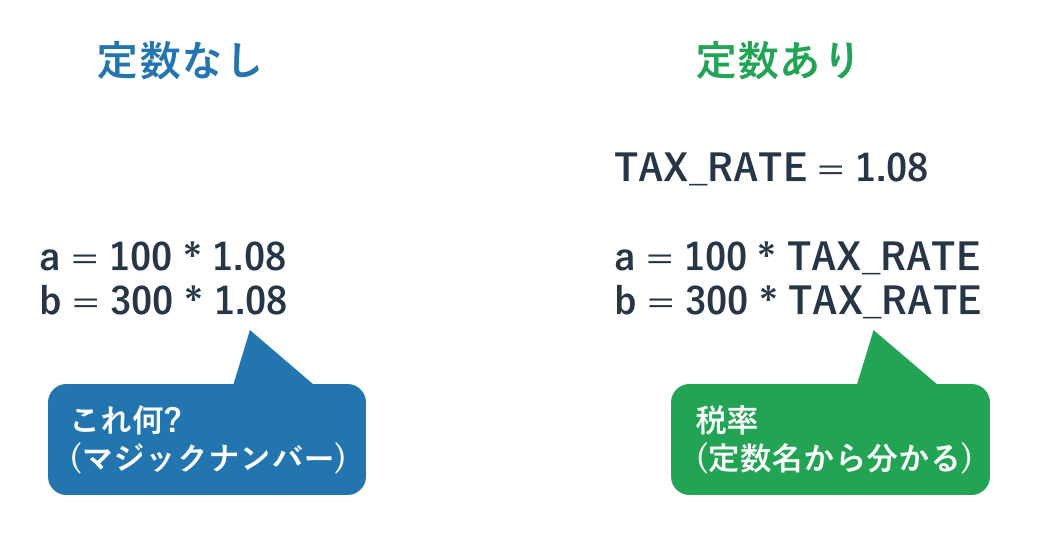 定数なし
a = 100 * 1.08
b = 300 * 1.08
これ何?
(マジックナンバー)
定数あり
TAX_RATE = 1.08
a = 100 * TAX_RATE
b = 300 * TAX_RATE
税率
(定数名から分かる)